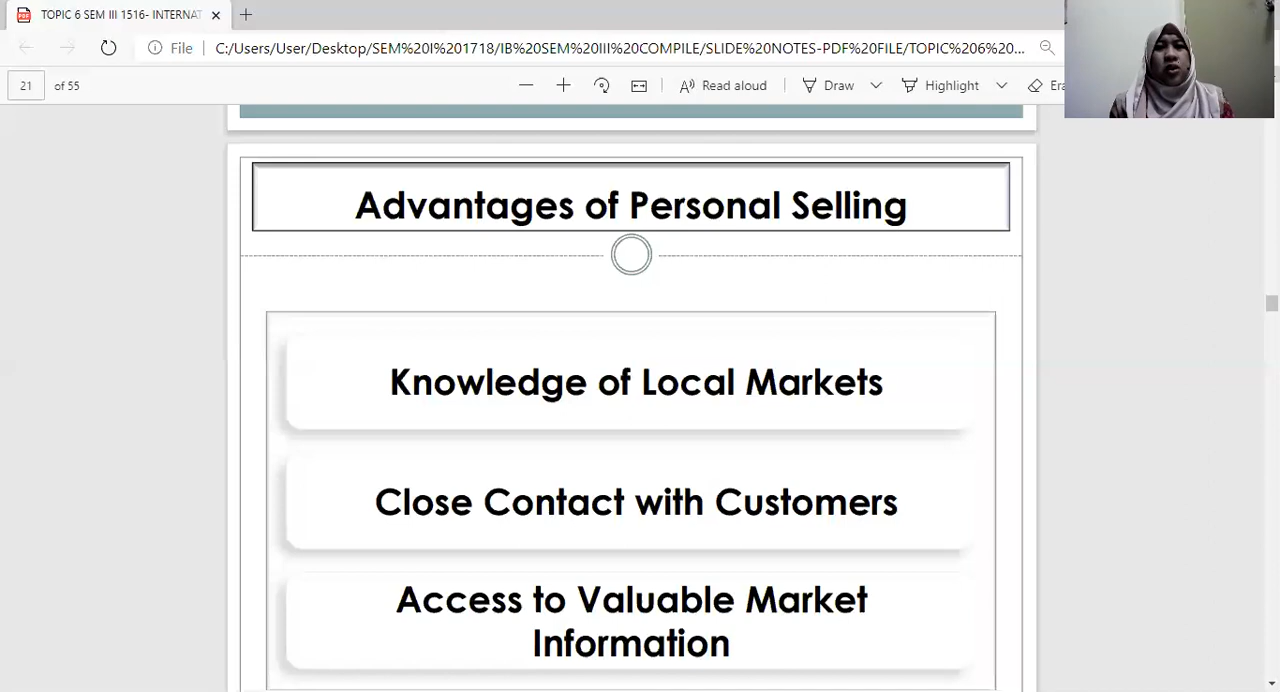 TOPIC 6 SEM III 1516- INTERNAT
File
C:/Users/User/Desktop/SEM%20I%201718/IB%20SEM%20III%20COMPILE/SLIDE%20NOTES-PDF%20FILE/TOPIC%206%20...
21 of 55
Read aloud
Draw
Highlight
Era
Advantages of Personal Selling
Knowledge of Local Markets
Close Contact with Customers
Access to Valuable Market
Information